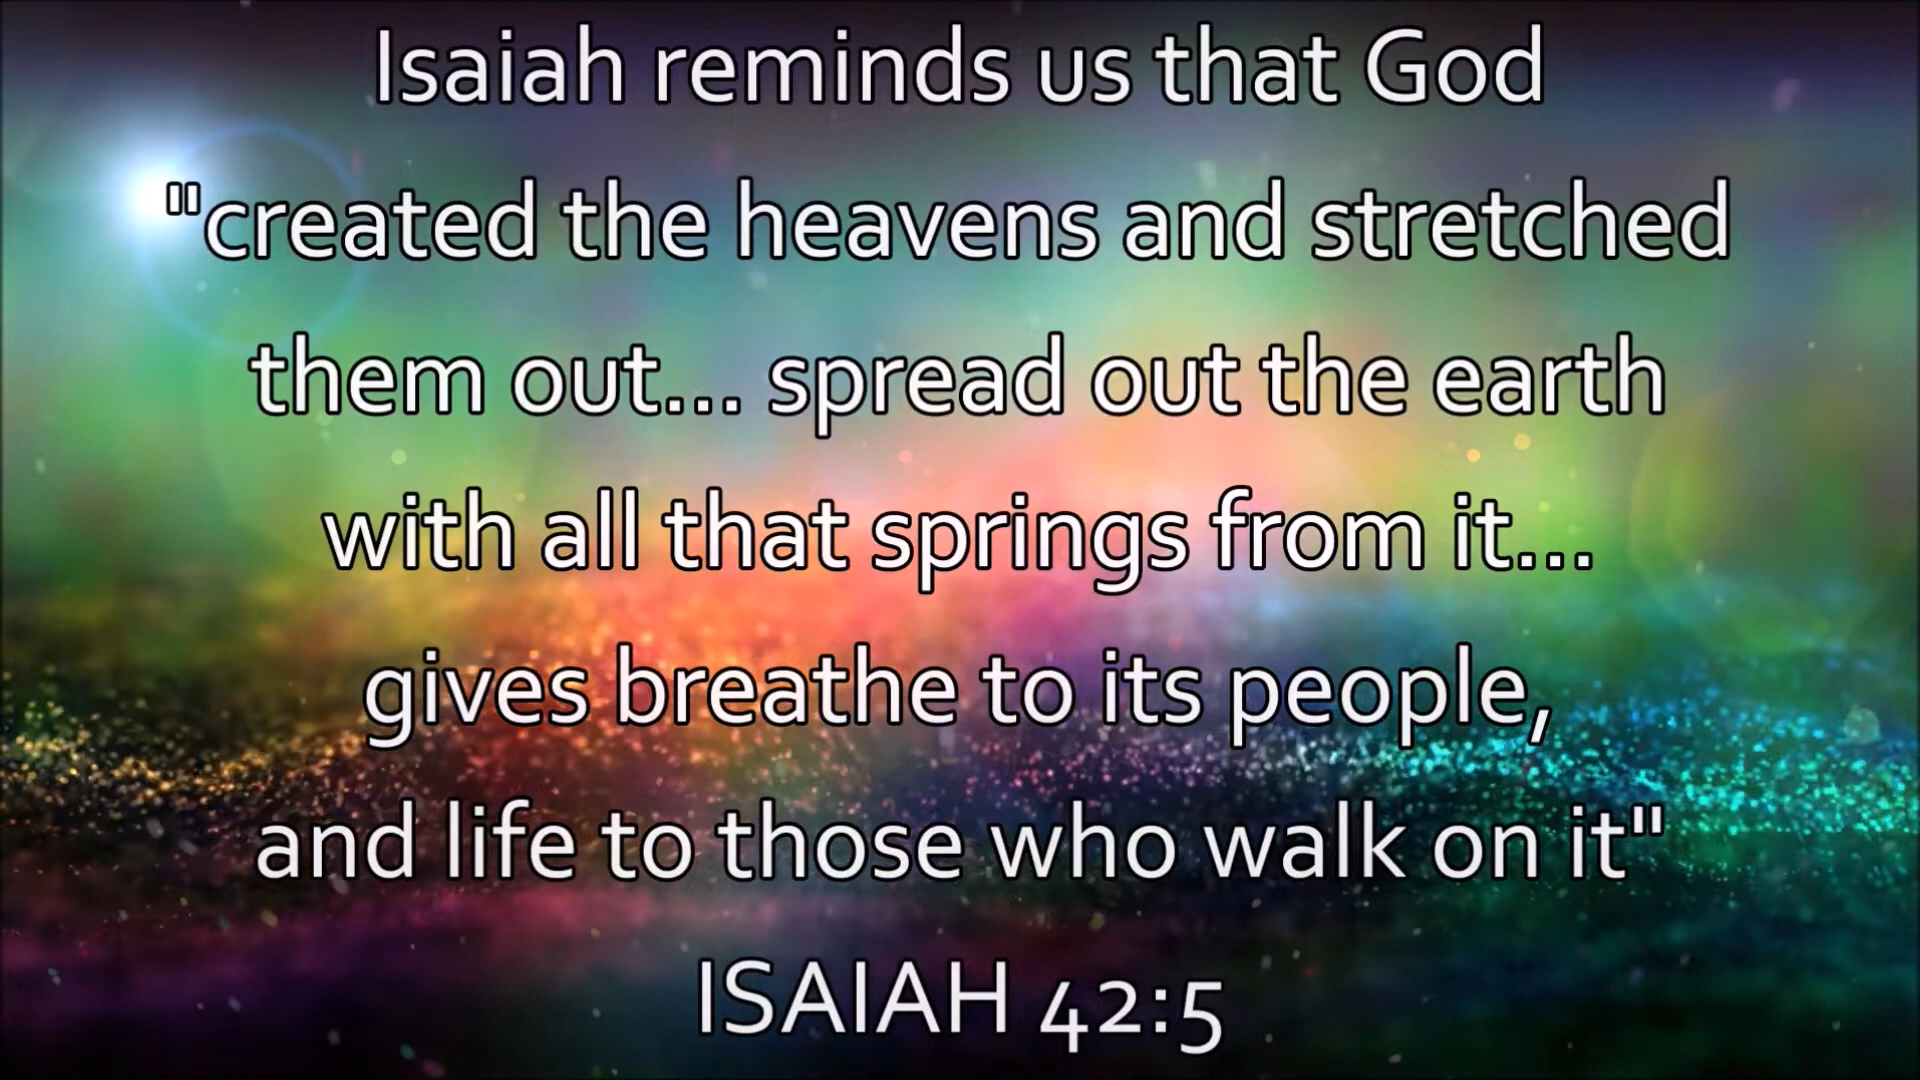 Isaiah reminds us that God
"created the heavens and stretched
them out... spread out the earth
with all that springs from it...
gives breathe to its people,
and life to those who walk on it"
ISAIAH 42:5